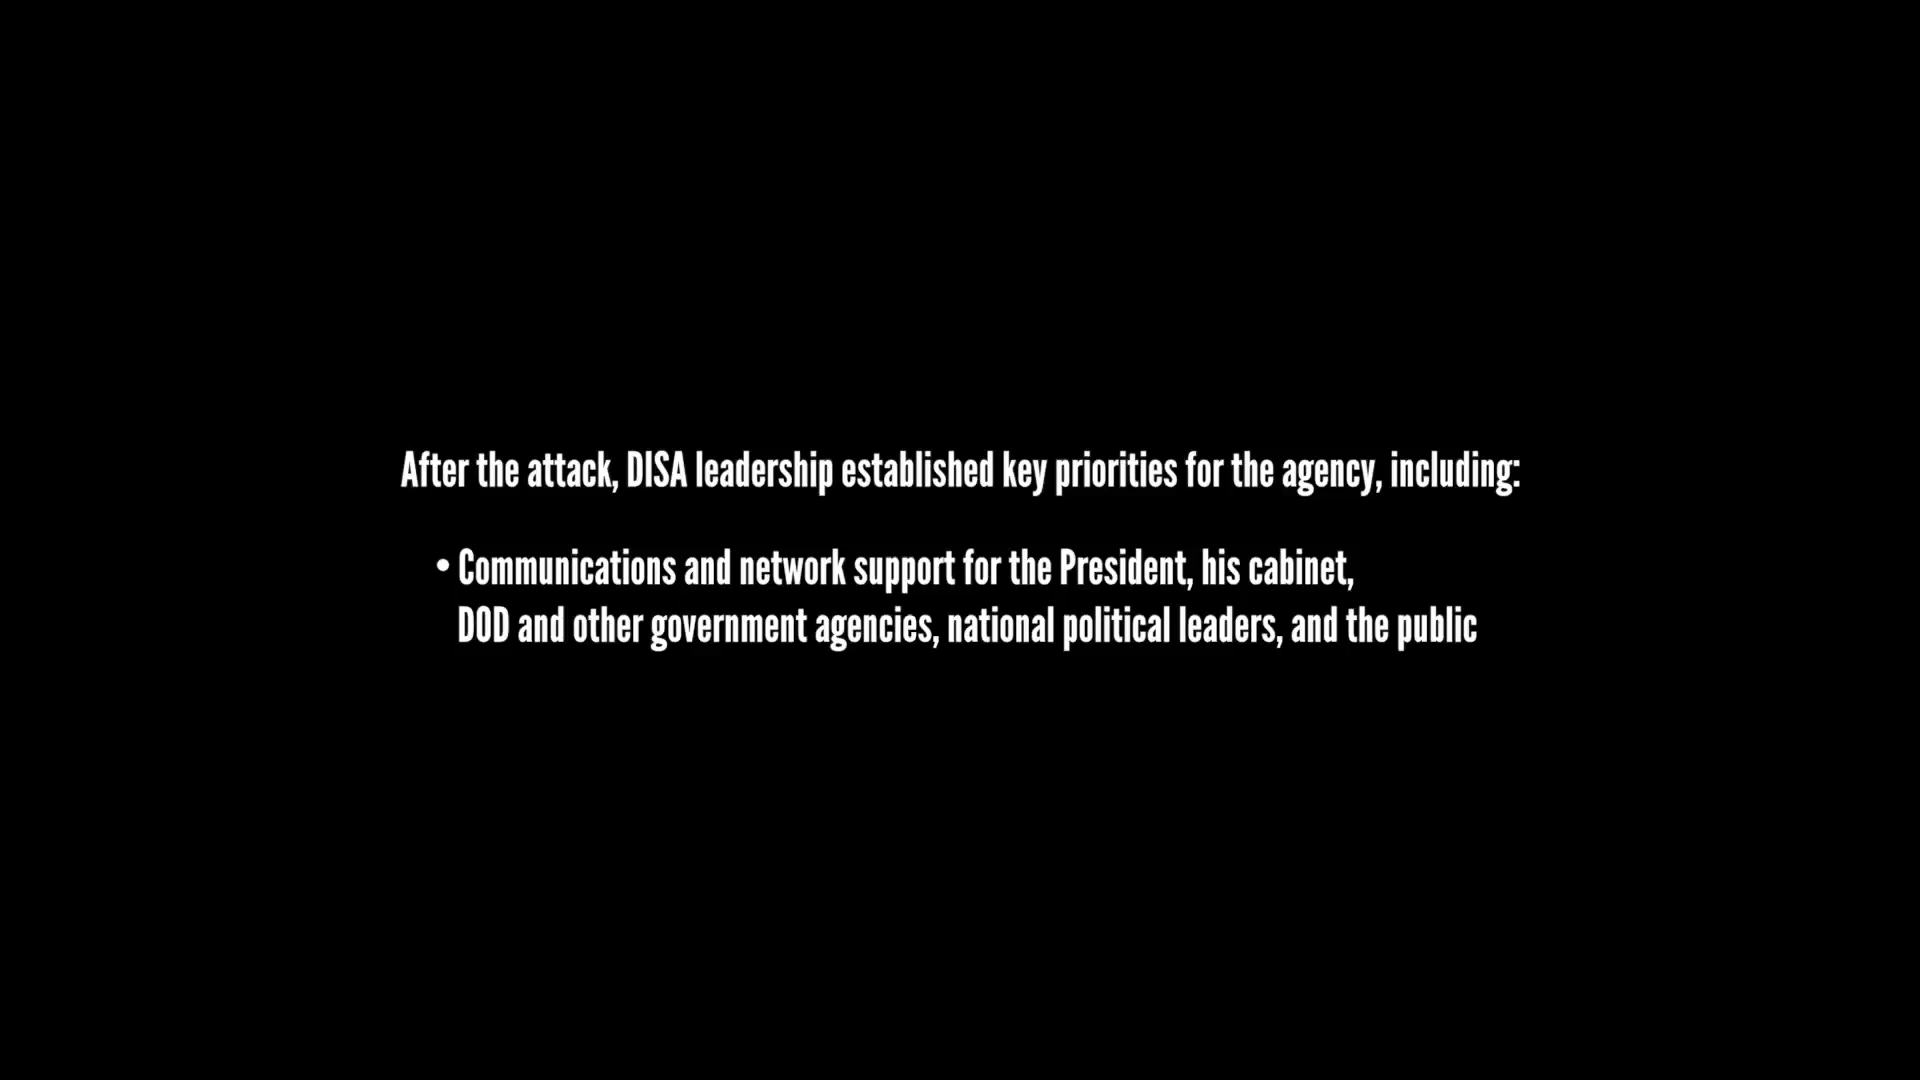 After the attack, DISA leadership established key priorities for the agency, including:
• Communications and network support for the President, his cabinet,
DOD and other government agencies, national political leaders, and the public